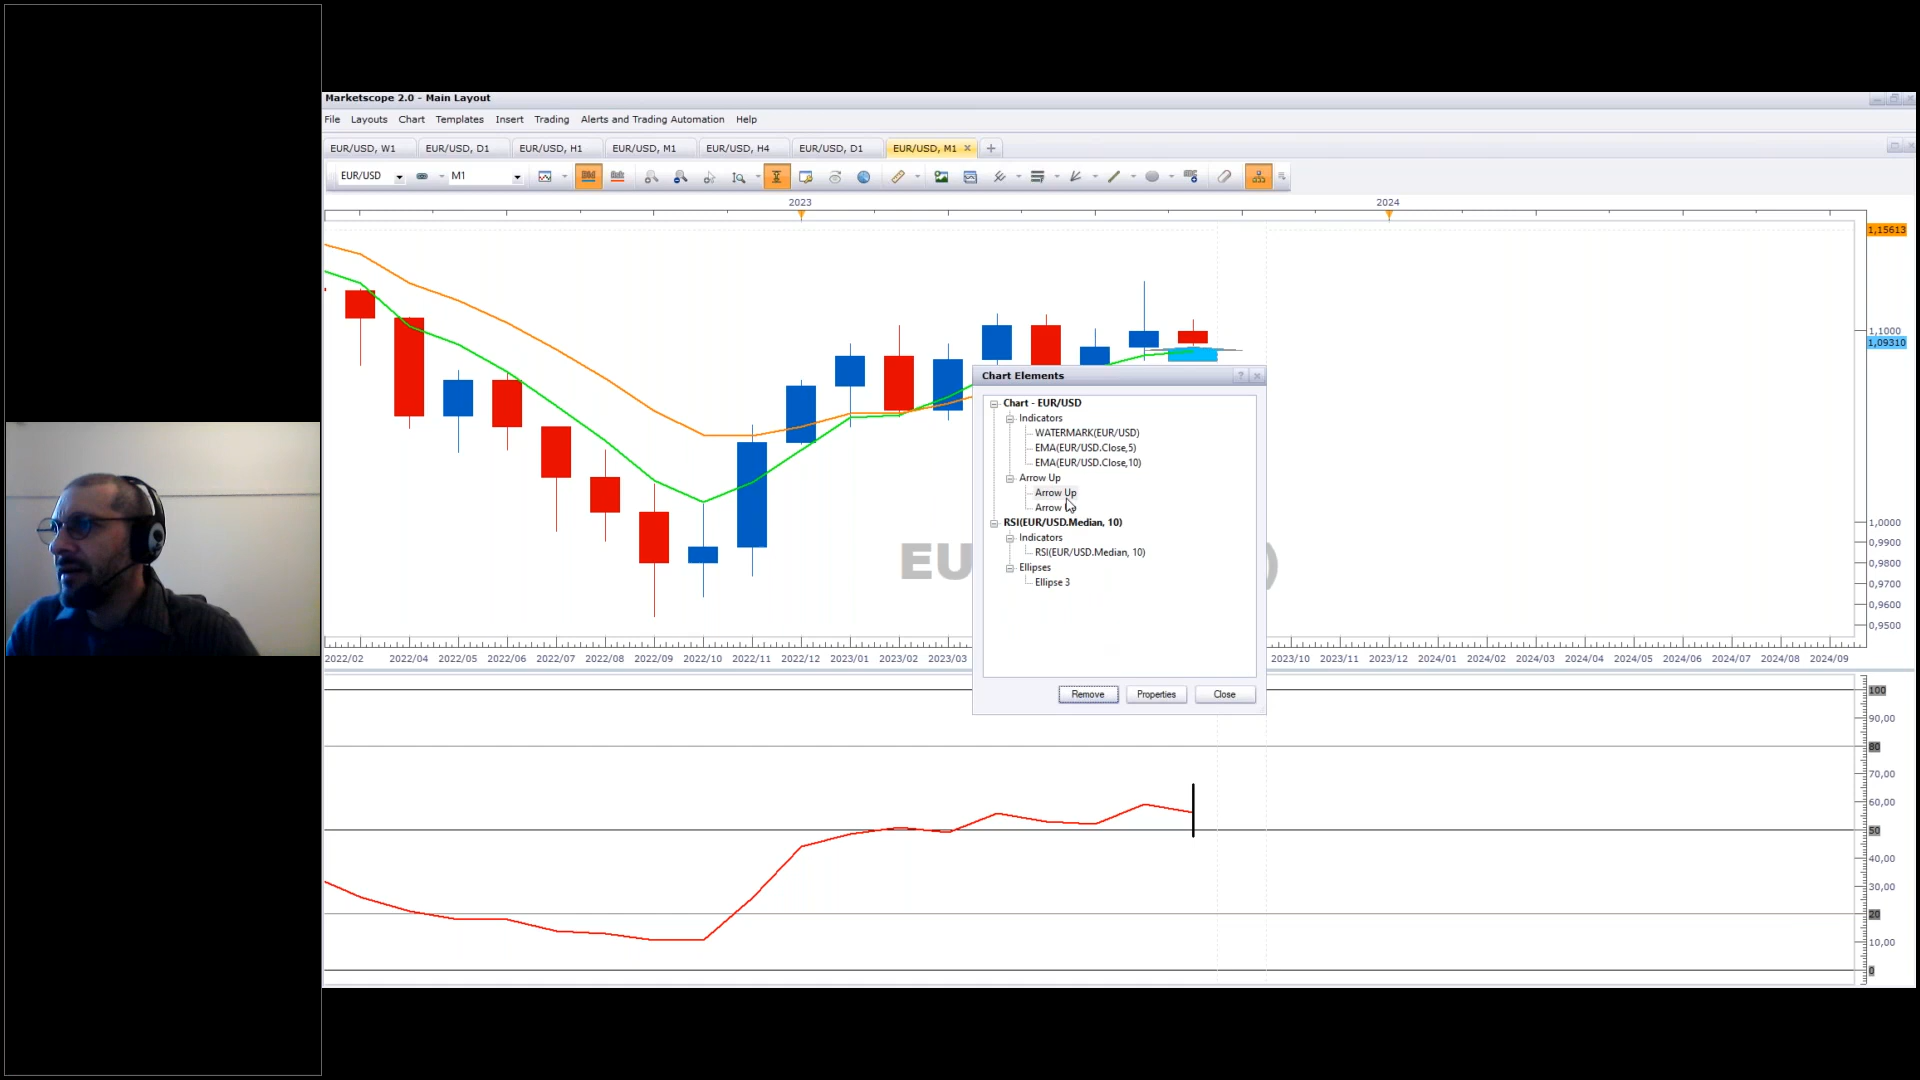 Marketscope 2.0 - Main Layout
File Layouts Chart Templates Insert Trading Alerts and Trading Automation Help
EUR/USD, W1 EUR/USD, D1 EUR/USD, H1 EUR/USD, M1 EUR/USD, H4 EUR/USD, D1 EUR/USD, M1
EUR/USD M1
2023 2024
1,15613
1,1000
1,09310
Chart Elements
Chart - EUR/USD
Indicators
WATERMARK(EUR/USD)
EMA(EUR/USD.Close,5)
EMA(EUR/USD.Close,10)
Arrow Up
Arrow Up
Arrow
RSI(EUR/USD.Median, 10)
Indicators
RSI(EUR/USD.Median, 10)
Ellipses
Ellipse 3
Remove Properties Close
EU )
1,0000
0,9900
0,9800
0,9700
0,9600
0,9500
2022/02 2022/04 2022/05 2022/06 2022/07 2022/08 2022/09 2022/10 2022/11 2022/12 2023/01 2023/02 2023/03 2023/10 2023/11 2023/12 2024/01 2024/02 2024/03 2024/04 2024/05 2024/06 2024/07 2024/08 2024/09
100
90,00
80
70,00
60,00
50
40,00
30,00
20
10,00
0